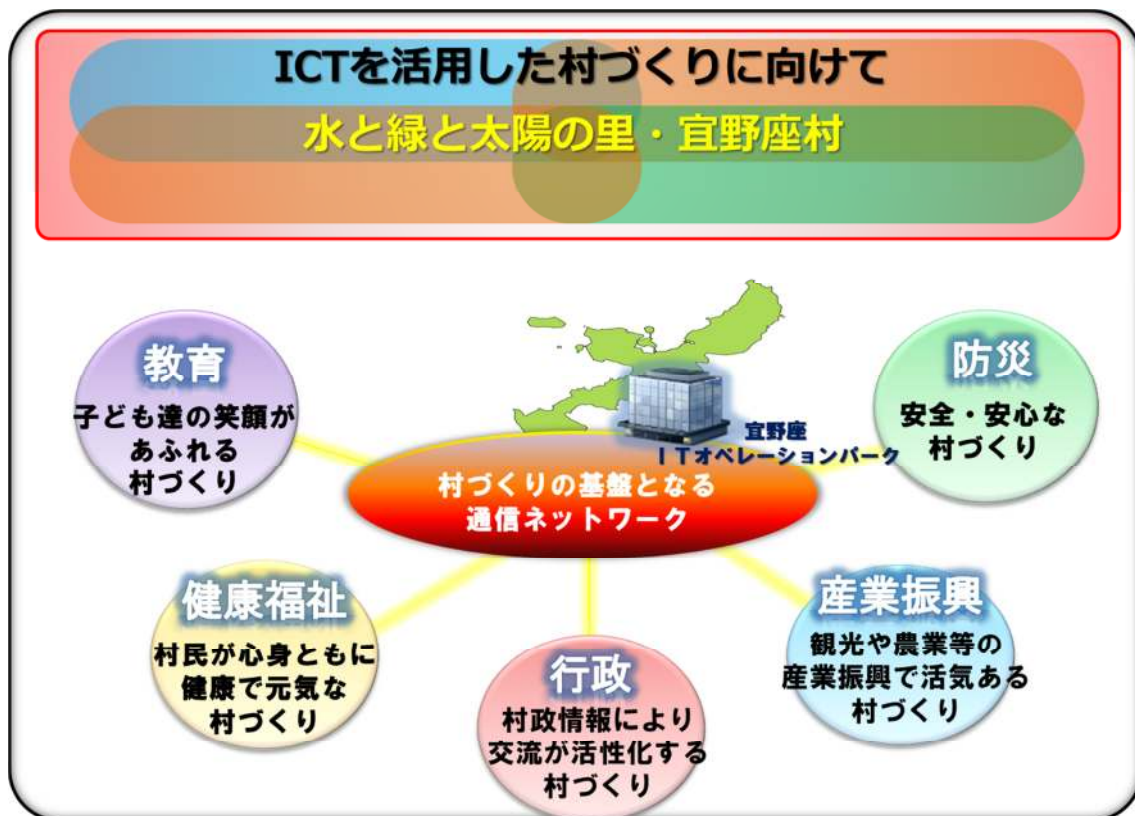 ICTを活用した村づくりに向けて
水と緑と太陽の里・宜野座村
教育
子ども達の笑顔が
あふれる
村づくり
防災
安全・安心な
村づくり
宜野座
ITオペレーションパーク
村づくりの基盤となる
通信ネットワーク
健康福祉
村民が心身ともに
健康で元気な
村づくり
行政
村政情報により
交流が活性化する
村づくり
産業振興
観光や農業等の
産業振興で活気ある
村づくり